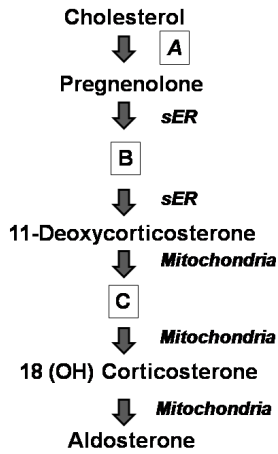 Cholesterol
A
Pregnenolone
sER
B
sER
11-Deoxycorticosterone
Mitochondria
C
Mitochondria
18 (OH) Corticosterone
Mitochondria
Aldosterone